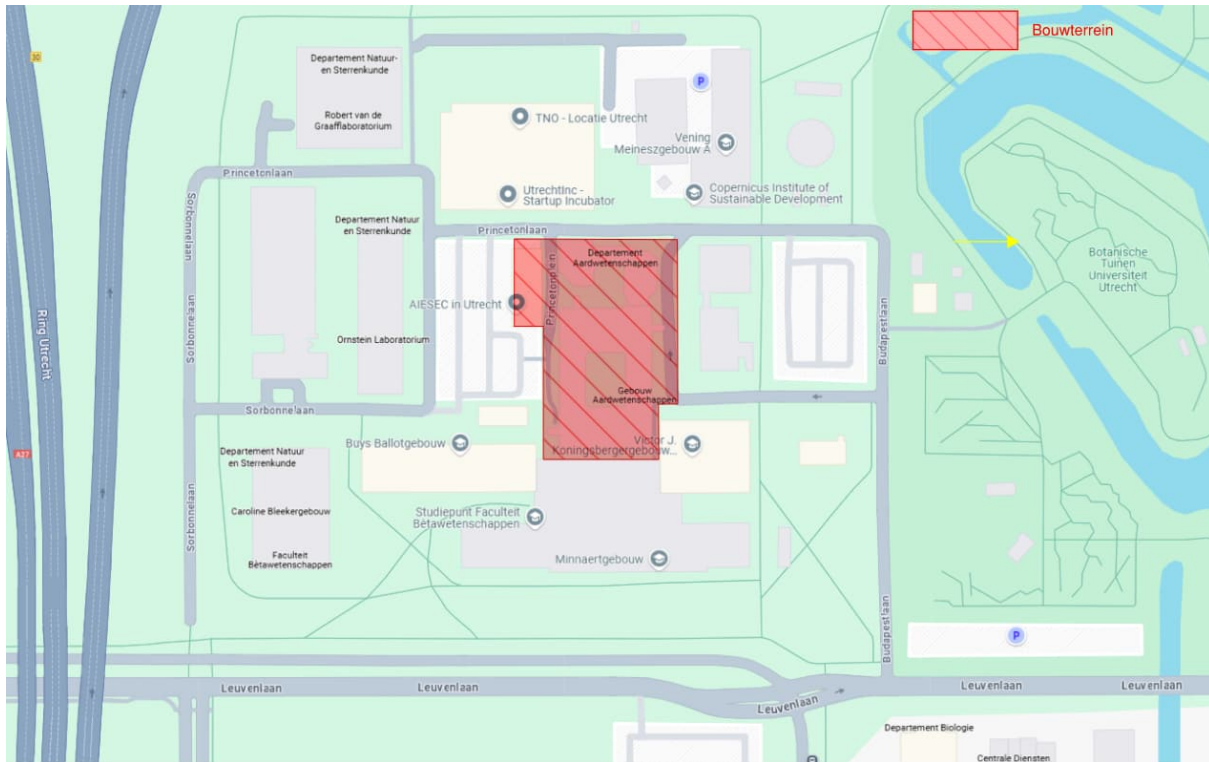 Bouwterrein
30
Departement Natuur-
en Sterrenkunde
Robert van de
Graafflaboratorium
P
TNO - Locatie Utrecht
Vening
Meineszgebouw A
Princetonlaan
UtrechtInc -
Startup Incubator
Copernicus Institute of
Sustainable Development
Sorbonnelaan
Departement Natuur
en Sterrenkunde
Princetonlaan
Departement
Aardwetenschappen
Botanische
Tuinen
Universiteit
Utrecht
Princetonplein
AIESEC in Utrecht
Ring Utrecht
Sorbonnelaan
Ornstein Laboratorium
Budapestlaan
Gebouw
Aardwetenschappen
Sorbonnelaan
Buys Ballotgebouw
Victor J.
Koningsbergergebouw...
A27
Departement Natuur
en Sterrenkunde
Caroline Bleekergebouw
Studiepunt Faculteit
Bètawetenschappen
Sorbonnelaan
Faculteit
Bètawetenschappen
Minnaertgebouw
Budapestlaan
P
Leuvenlaan
Leuvenlaan
Leuvenlaan
Leuvenlaan
Leuvenlaan
Departement Biologie
Centrale Diensten